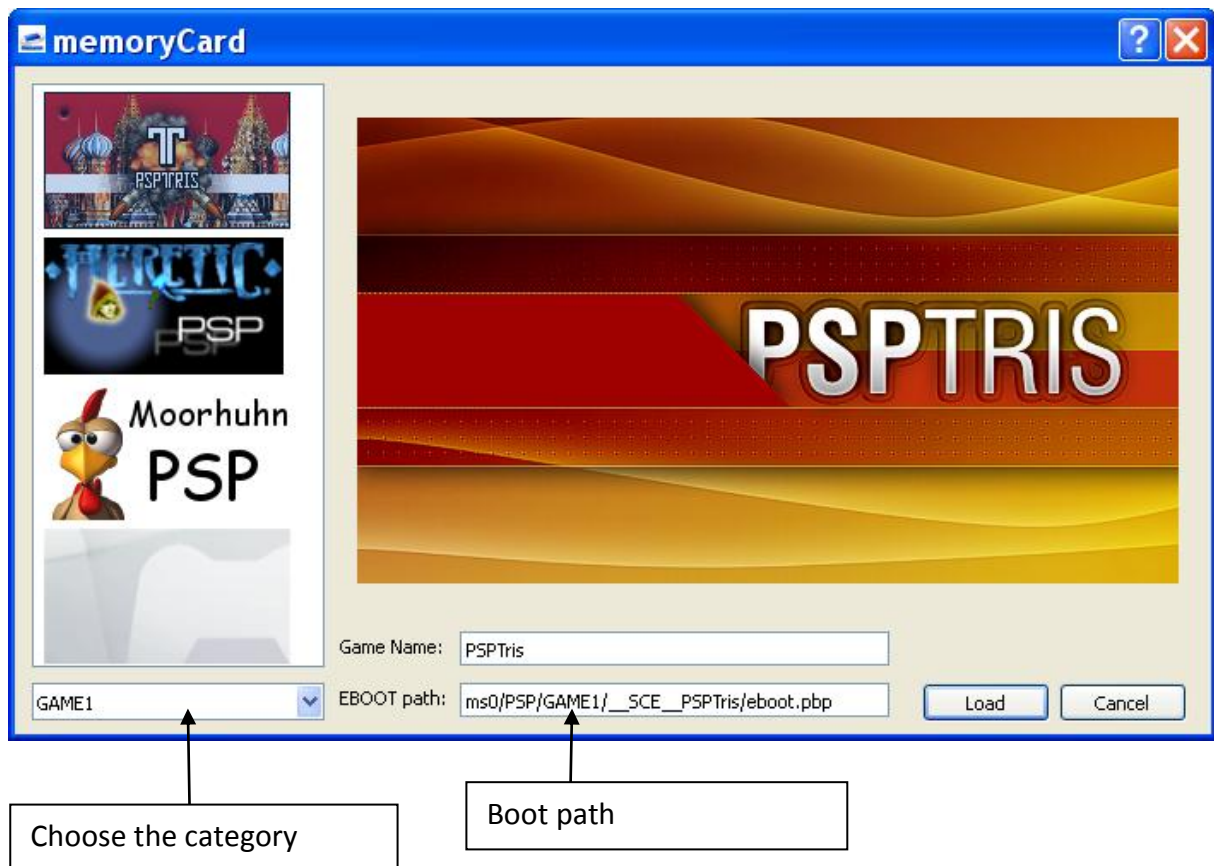 memoryCard
PSPTRIS
HERETIC
PSP
Moorhuhn
PSP
PSPTRIS
Game Name: PSPTris
GAME1
EBOOT path: ms0/PSP/GAME1/__SCE__PSPTris/eboot.pbp
Load Cancel
Choose the category
Boot path